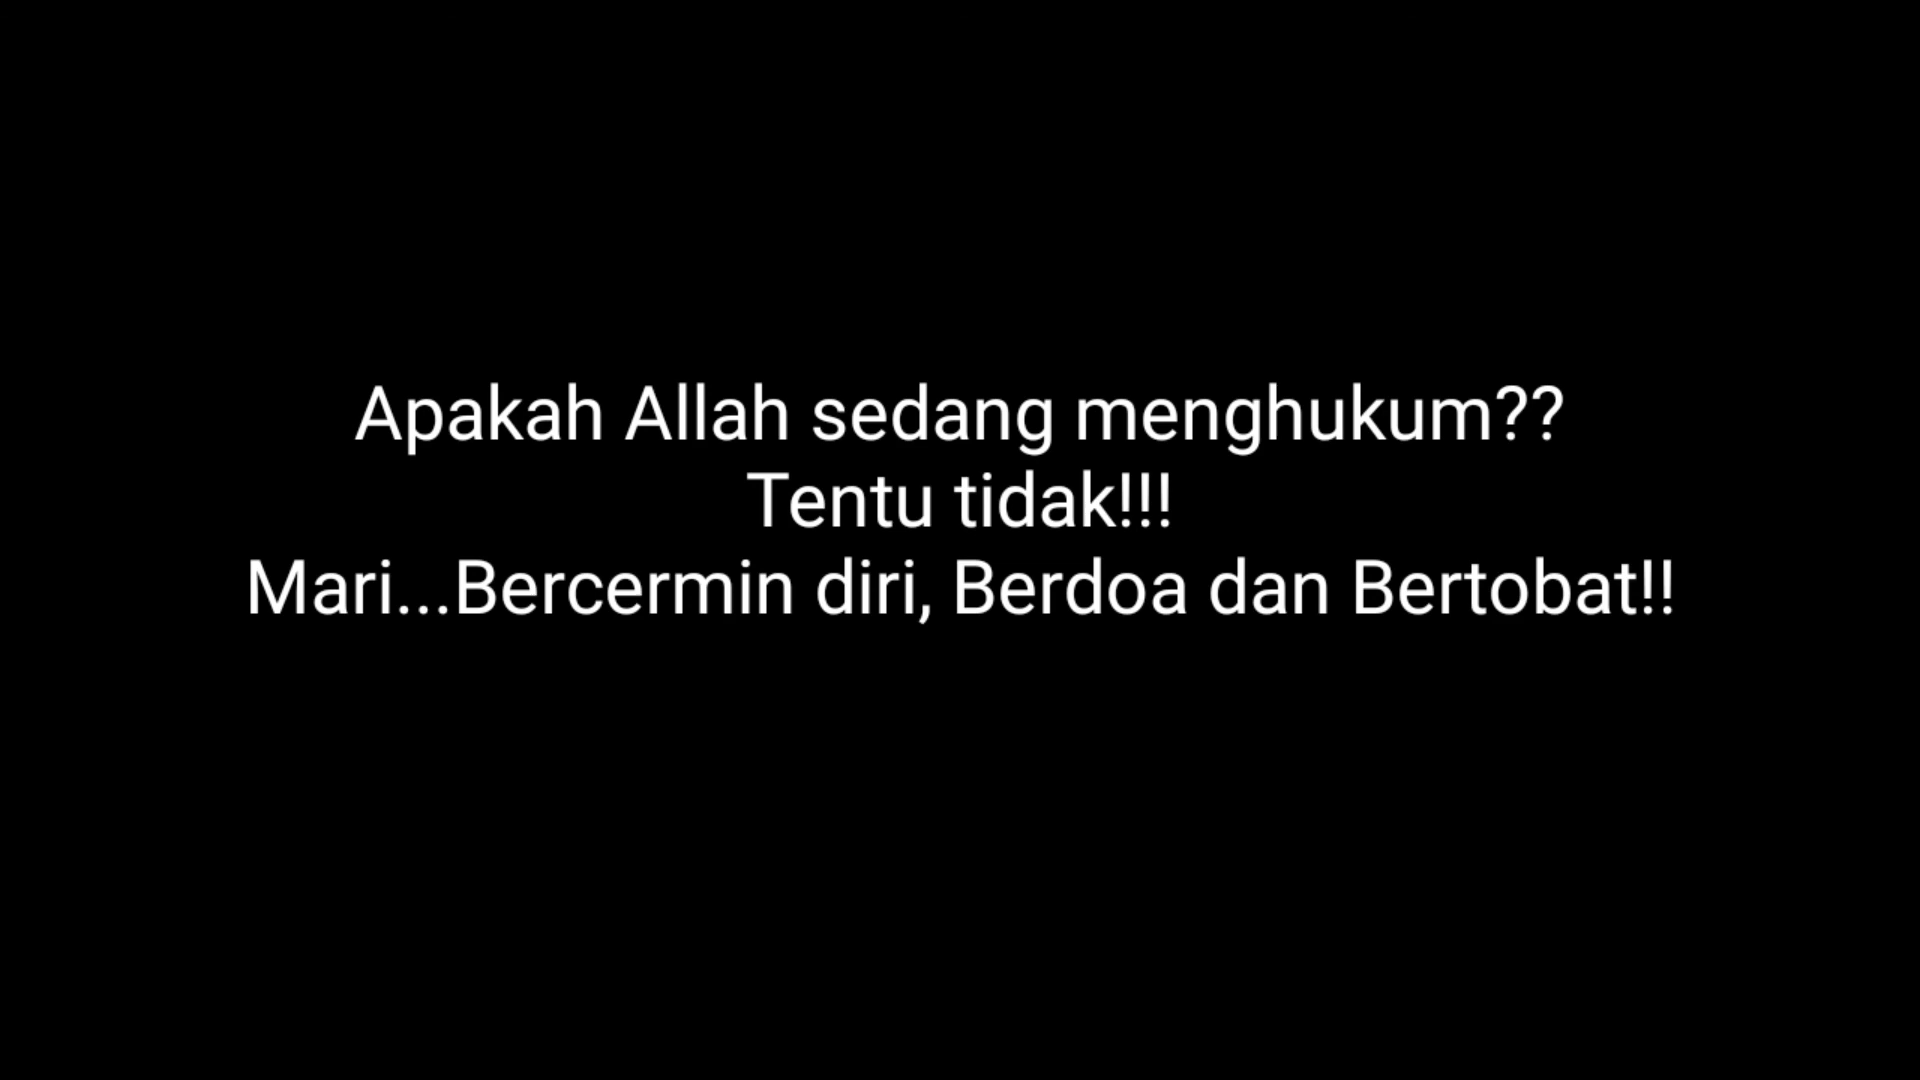 Apakah Allah sedang menghukum??
Tentu tidak!!!
Mari...Bercermin diri, Berdoa dan Bertobat!!